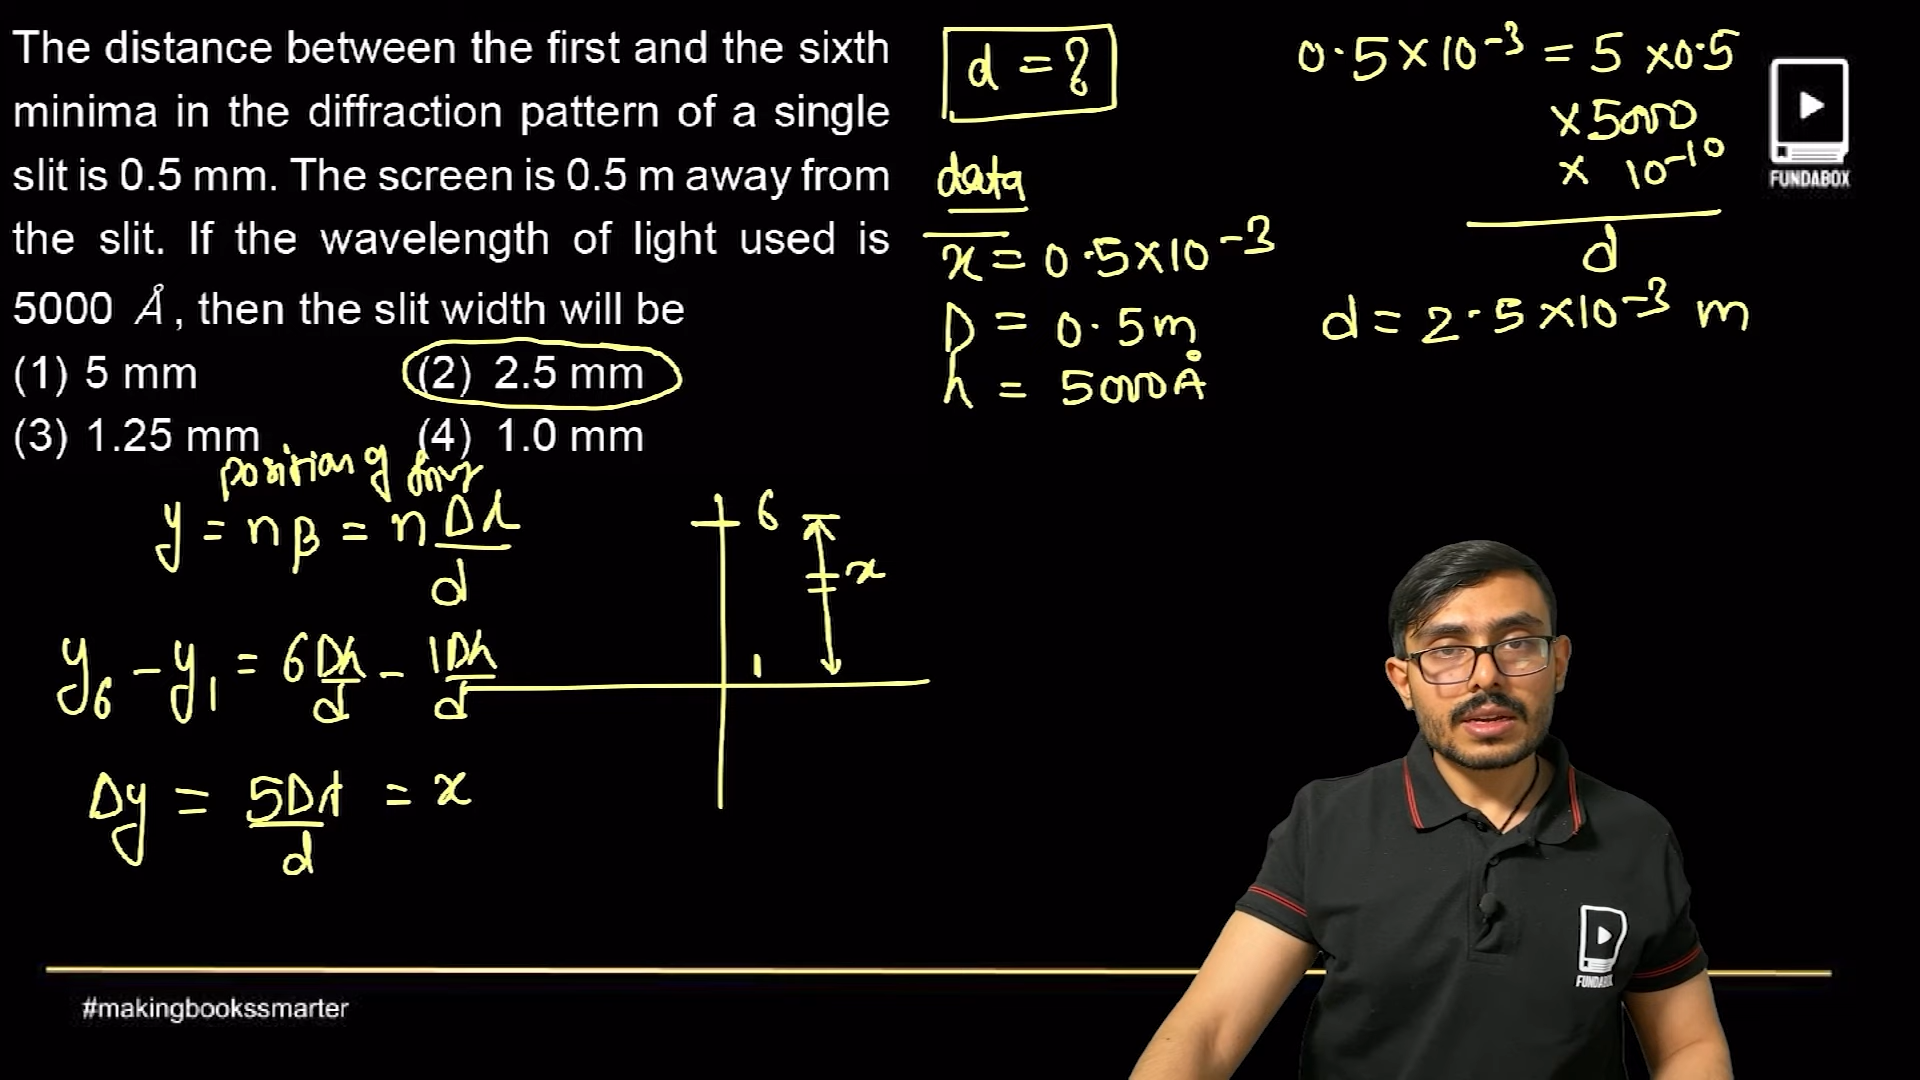 The distance between the first and the sixth
minima in the diffraction pattern of a single
slit is 0.5 mm. The screen is 0.5 m away from
the slit. If the wavelength of light used is
5000 Å, then the slit width will be
(1) 5 mm (2) 2.5 mm
(3) 1.25 mm (4) 1.0 mm
position of
y = nβ = n Dλ/d
y₆ - y₁ = 6Dλ/d - 1Dλ/d
Δy = 5Dλ/d = x
6
x
1
d = ?
data
x = 0.5×10⁻³
D = 0.5m
λ = 5000Å
0.5×10⁻³ = 5 ×0.5
×5000
× 10⁻¹⁰
d
d = 2.5×10⁻³ m
FUNDABOX
FUNDABOX
#makingbookssmarter